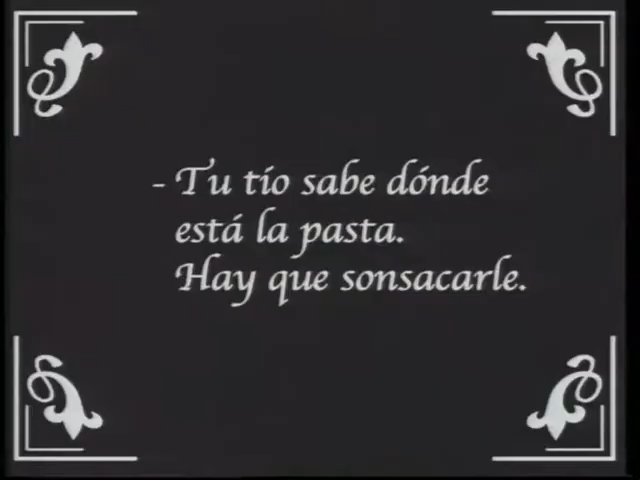 - Tu tío sabe dónde
está la pasta.
Hay que sonsacarle.